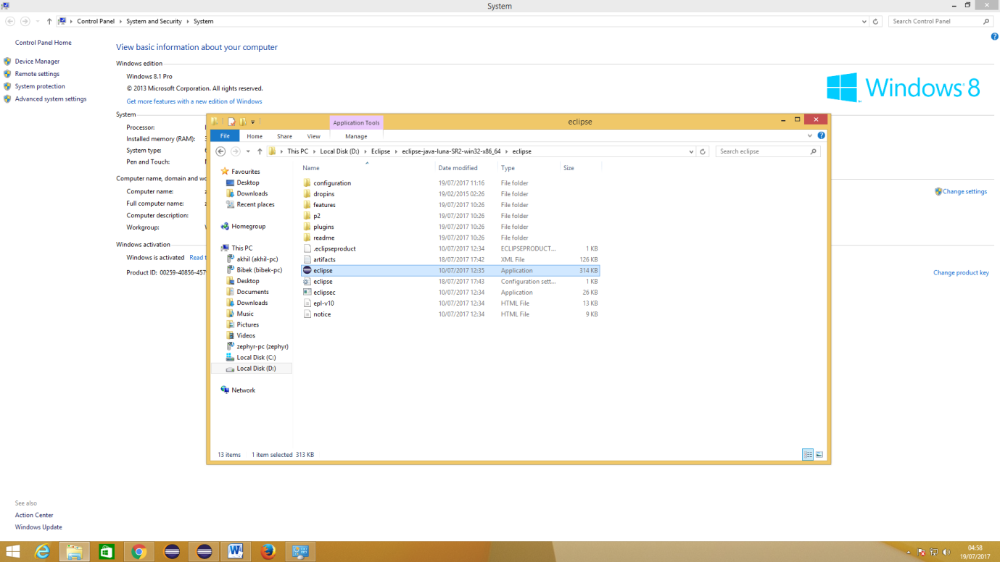 System
Control Panel System and Security System
Search Control Panel
Control Panel Home
Device Manager
Remote settings
System protection
Advanced system settings
View basic information about your computer
Windows edition
Windows 8.1 Pro
© 2013 Microsoft Corporation. All rights reserved.
Get more features with a new edition of Windows
Windows 8
System
Processor:
Installed memory (RAM):
System type:
Pen and Touch:
Computer name, domain and wo
Computer name:
Full computer name:
Computer description:
Workgroup:
Change settings
Windows activation
Windows is activated Read t
Product ID: 00259-40856-457
Change product key
See also
Action Center
Windows Update
Application Tools
eclipse
File Home Share View Manage
This PC Local Disk (D:) Eclipse eclipse-java-luna-SR2-win32-x86_64 eclipse
Search eclipse
Favourites
Desktop
Downloads
Recent places
Homegroup
This PC
akhil (akhil-pc)
Bibek (bibek-pc)
Desktop
Documents
Downloads
Music
Pictures
Videos
zephyr-pc (zephyr)
Local Disk (C:)
Local Disk (D:)
Network
Name Date modified Type Size
configuration 19/07/2017 11:16 File folder
dropins 19/02/2015 02:26 File folder
features 19/07/2017 10:26 File folder
p2 19/07/2017 10:26 File folder
plugins 19/07/2017 10:26 File folder
readme 19/07/2017 10:26 File folder
.eclipseproduct 10/07/2017 12:34 ECLIPSEPRODUCT... 1 KB
artifacts 18/07/2017 17:42 XML File 126 KB
eclipse 10/07/2017 12:35 Application 314 KB
eclipse 18/07/2017 17:43 Configuration sett... 1 KB
eclipsec 10/07/2017 12:34 Application 26 KB
epl-v10 10/07/2017 12:34 HTML File 13 KB
notice 10/07/2017 12:34 HTML File 9 KB
13 items 1 item selected 313 KB
04:58
19/07/2017